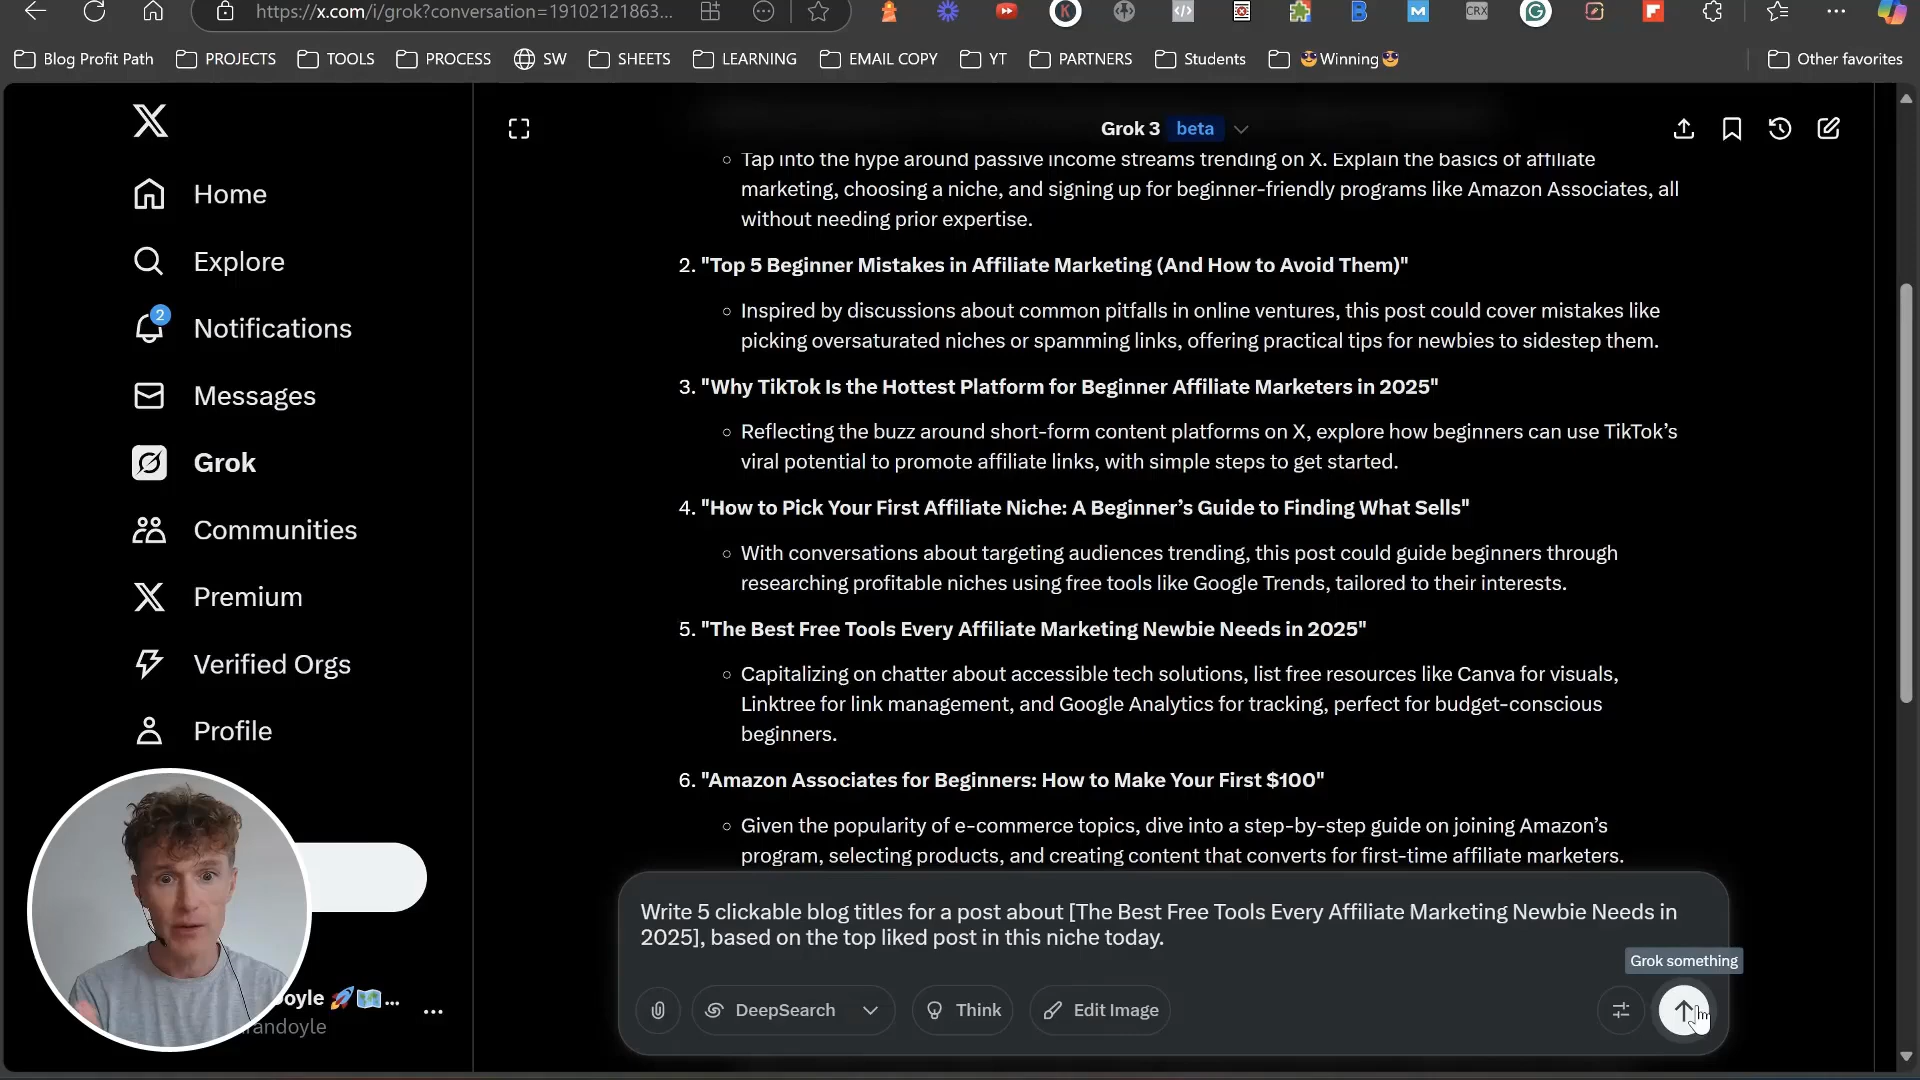 https://x.com/i/grok?conversation=19102121863...
Blog Profit Path
PROJECTS
TOOLS
PROCESS
SW
SHEETS
LEARNING
EMAIL COPY
YT
PARTNERS
Students
Winning
Other favorites
Home
Explore
2
Notifications
Messages
Grok
Communities
Premium
Verified Orgs
Profile
oyle
randoyle
Grok 3 beta
Tap into the hype around passive income streams trending on X. Explain the basics of affiliate
marketing, choosing a niche, and signing up for beginner-friendly programs like Amazon Associates, all
without needing prior expertise.
2. "Top 5 Beginner Mistakes in Affiliate Marketing (And How to Avoid Them)"
Inspired by discussions about common pitfalls in online ventures, this post could cover mistakes like
picking oversaturated niches or spamming links, offering practical tips for newbies to sidestep them.
3. "Why TikTok Is the Hottest Platform for Beginner Affiliate Marketers in 2025"
Reflecting the buzz around short-form content platforms on X, explore how beginners can use TikTok’s
viral potential to promote affiliate links, with simple steps to get started.
4. "How to Pick Your First Affiliate Niche: A Beginner’s Guide to Finding What Sells"
With conversations about targeting audiences trending, this post could guide beginners through
researching profitable niches using free tools like Google Trends, tailored to their interests.
5. "The Best Free Tools Every Affiliate Marketing Newbie Needs in 2025"
Capitalizing on chatter about accessible tech solutions, list free resources like Canva for visuals,
Linktree for link management, and Google Analytics for tracking, perfect for budget-conscious
beginners.
6. "Amazon Associates for Beginners: How to Make Your First $100"
Given the popularity of e-commerce topics, dive into a step-by-step guide on joining Amazon’s
program, selecting products, and creating content that converts for first-time affiliate marketers.
Write 5 clickable blog titles for a post about [The Best Free Tools Every Affiliate Marketing Newbie Needs in
2025], based on the top liked post in this niche today.
Grok something
DeepSearch
Think
Edit Image